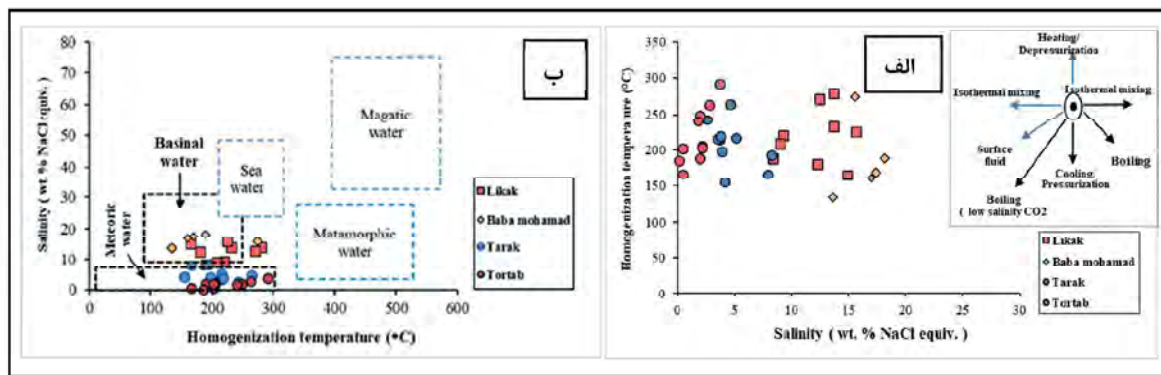 ب
Salinity ( wt % NaCl equiv. )
80
70
60
50
40
30
20
10
0
0
100
200
300
400
500
600
Homogenization temperature (•C)
Basinal
water
Sea
water
Magatic
water
Metamorphic
water
Meteoric
water
Likak
Baba mohamad
Tarak
Tortab
الف
Homogenization temperature (°C)
350
300
250
200
150
100
50
0
0
5
10
15
20
25
30
Salinity ( wt. % NaCl equiv. )
Heating/
Depressurization
Isothermal mixing
Isothermal mixing
Surface
fluid
Boiling
Cooling/
Pressurization
Boiling
( low salinity CO2
Likak
Baba mohamad
Tarak
Tortab